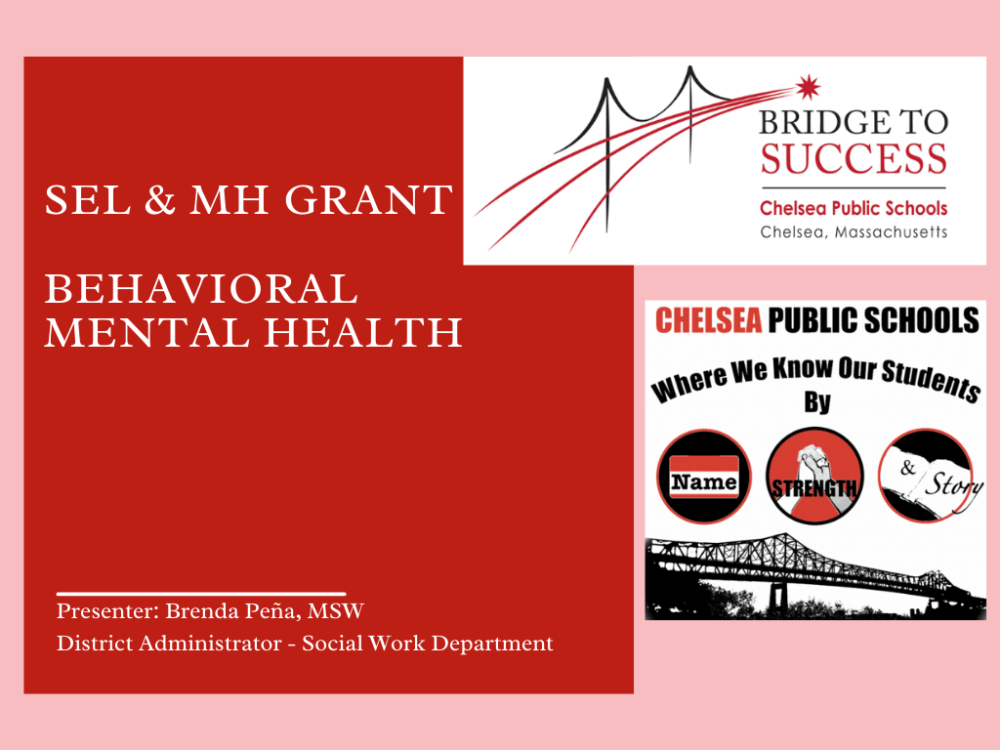 SEL & MH GRANT
BEHAVIORAL
MENTAL HEALTH
Presenter: Brenda Peña, MSW
District Administrator - Social Work Department
BRIDGE TO
SUCCESS
Chelsea Public Schools
Chelsea, Massachusetts
CHELSEA PUBLIC SCHOOLS
Where We Know Our Students
By
Name
STRENGTH
& Story